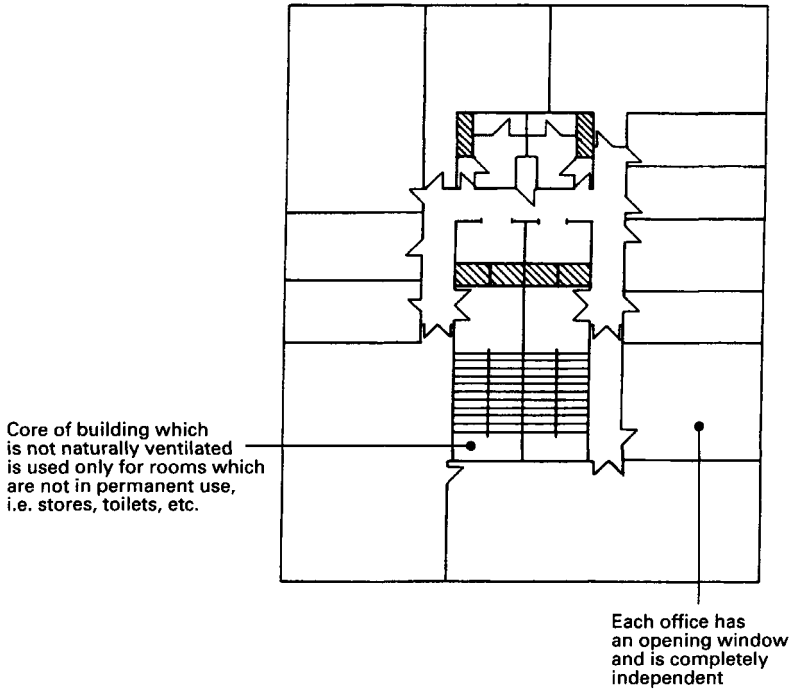 Core of building which
is not naturally ventilated
is used only for rooms which
are not in permanent use,
i.e. stores, toilets, etc.
Each office has
an opening window
and is completely
independent